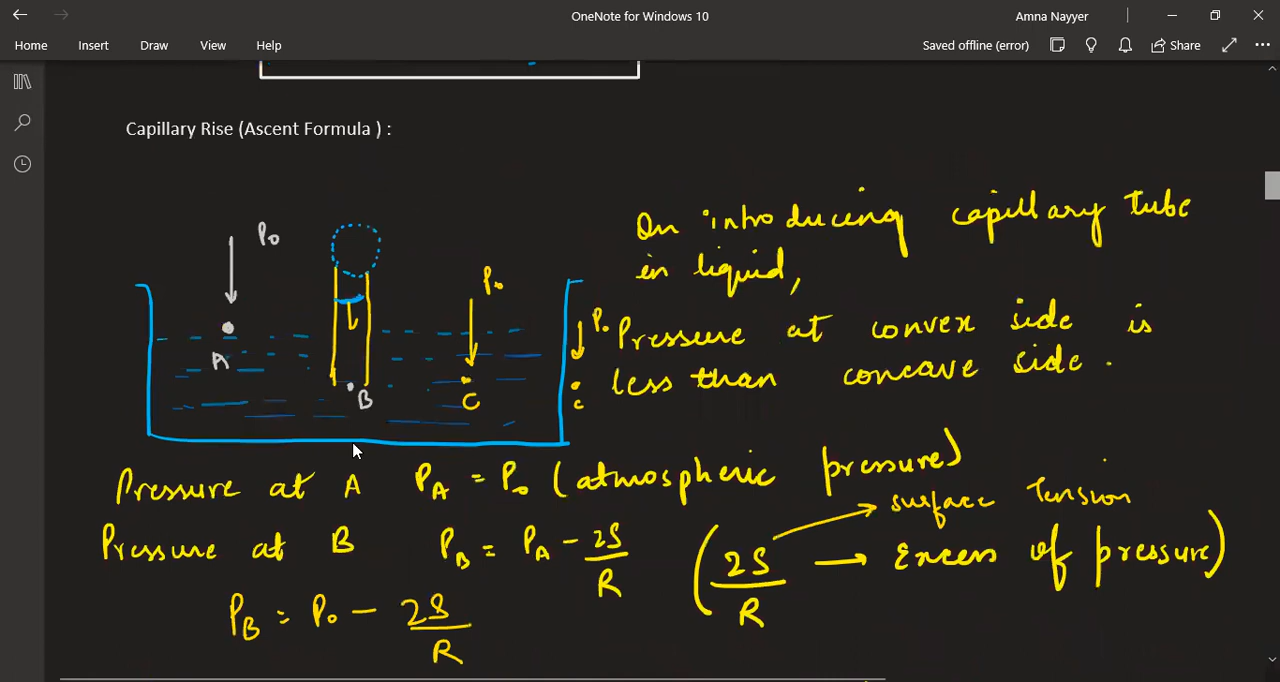 OneNote for Windows 10
Amna Nayyer
Home Insert Draw View Help
Saved offline (error)
Share
Capillary Rise (Ascent Formula ) :
P₀
A
B
P₀
C
P₀
C
On introducing capillary tube
in liquid,
Pressure at convex side is
less than concave side.
Pressure at A P_A = P₀ (atmospheric pressure)
surface Tension
Pressure at B P_B = P_A - 2S/R (2S/R → Excess of pressure)
P_B = P₀ - 2S/R